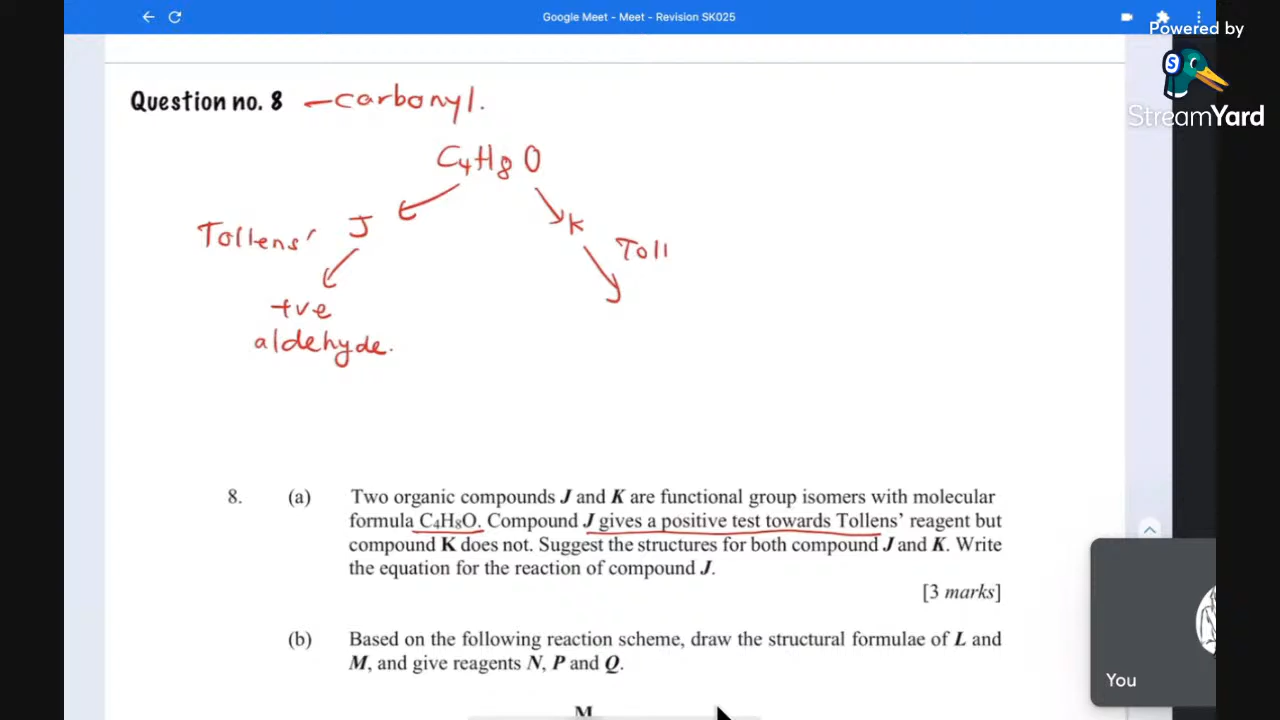 Google Meet - Meet - Revision SK025
Powered by
StreamYard
Question no. 8 - carbonyl.
C4H8O
Tollens' J
K
Toll
+ve
aldehyde.
8. (a) Two organic compounds J and K are functional group isomers with molecular
formula C₄H₈O. Compound J gives a positive test towards Tollens' reagent but
compound K does not. Suggest the structures for both compound J and K. Write
the equation for the reaction of compound J.
[3 marks]
(b) Based on the following reaction scheme, draw the structural formulae of L and
M, and give reagents N, P and Q.
M
You